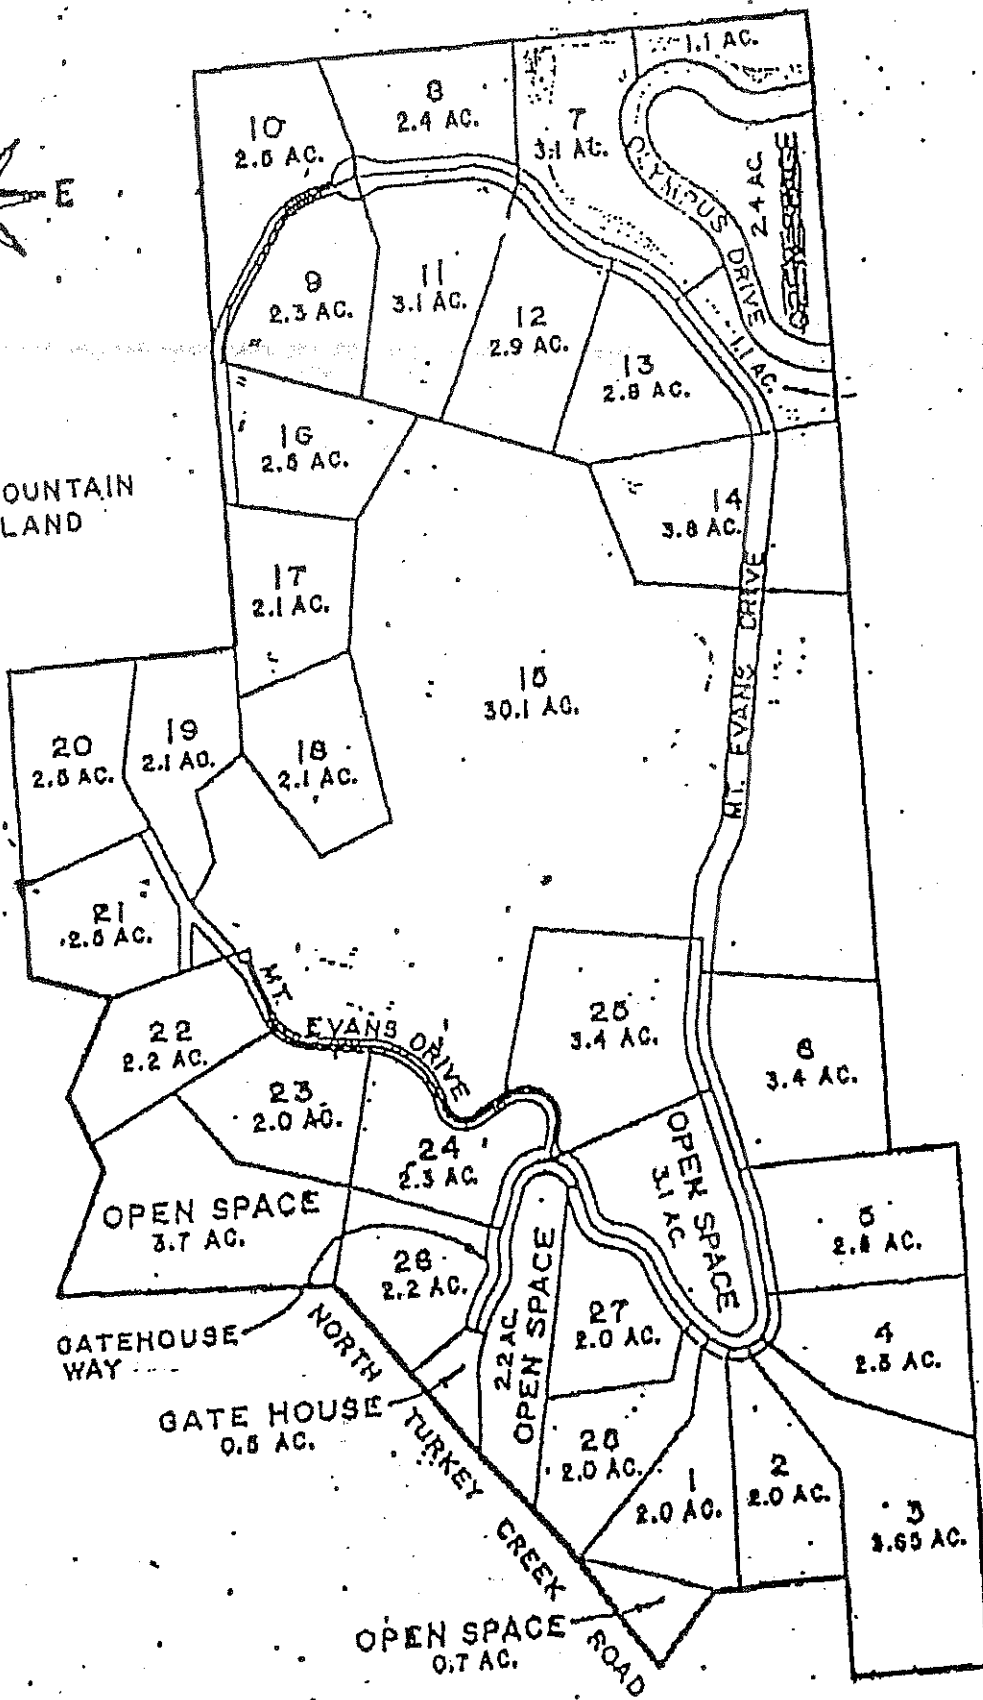 1.1 AC.
8
2.4 AC.
7
3.1 AC.
10
2.5 AC.
E
OLYMPUS DRIVE
2.4 AC
9
2.3 AC.
11
3.1 AC.
12
2.9 AC.
13
2.8 AC.
1.1 AC.
16
2.5 AC.
OUNTAIN
LAND
14
3.8 AC.
17
2.1 AC.
MT. EVANS DRIVE
15
30.1 AC.
20
2.5 AC.
19
2.1 AC.
18
2.1 AC.
21
2.5 AC.
MT. EVANS DRIVE
22
2.2 AC.
25
3.4 AC.
6
3.4 AC.
23
2.0 AC.
24
2.3 AC.
OPEN SPACE
3.1 AC.
OPEN SPACE
3.7 AC.
5
2.1 AC.
26
2.2 AC.
OPEN SPACE
2.2 AC.
27
2.0 AC.
GATEHOUSE
WAY
4
2.3 AC.
GATE HOUSE
0.5 AC.
NORTH TURKEY CREEK ROAD
28
2.0 AC.
1
2.0 AC.
2
2.0 AC.
3
3.65 AC.
OPEN SPACE
0.7 AC.